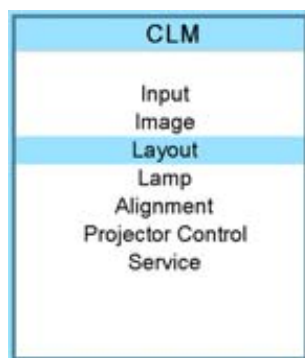 CLM
Input
Image
Layout
Lamp
Alignment
Projector Control
Service